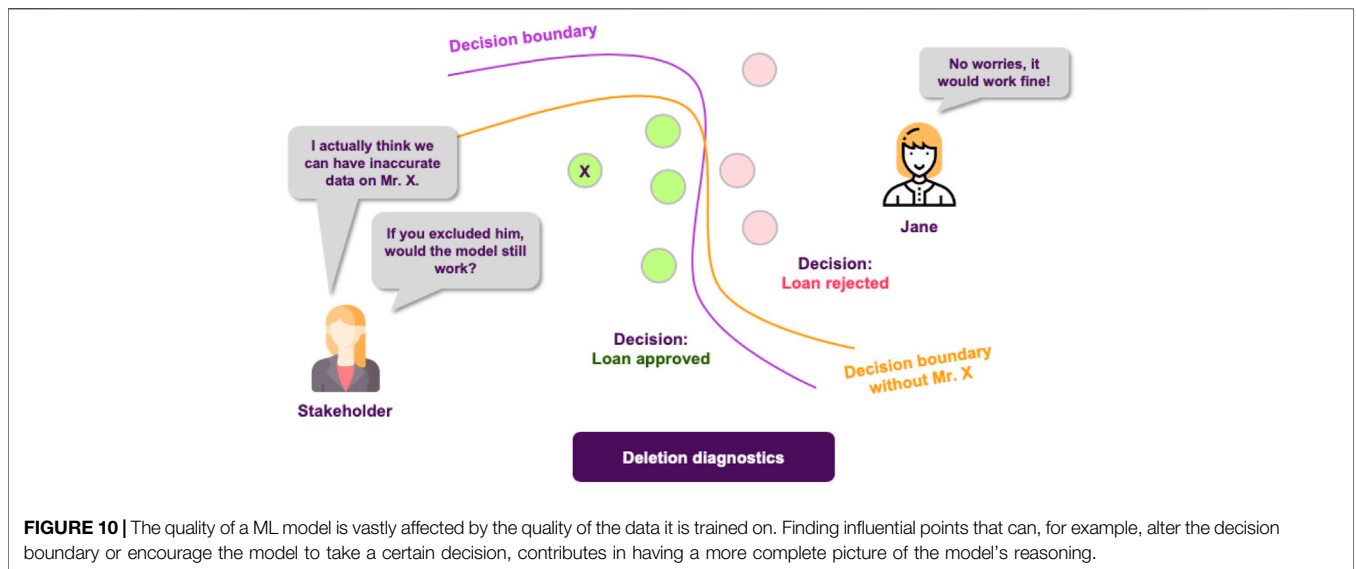 Decision boundary
No worries, it
would work fine!
I actually think we
can have inaccurate
data on Mr. X.
X
If you excluded him,
would the model still
work?
Jane
Decision:
Loan rejected
Decision:
Loan approved
Decision boundary
without Mr. X
Stakeholder
Deletion diagnostics
FIGURE 10 | The quality of a ML model is vastly affected by the quality of the data it is trained on. Finding influential points that can, for example, alter the decision
boundary or encourage the model to take a certain decision, contributes in having a more complete picture of the model's reasoning.